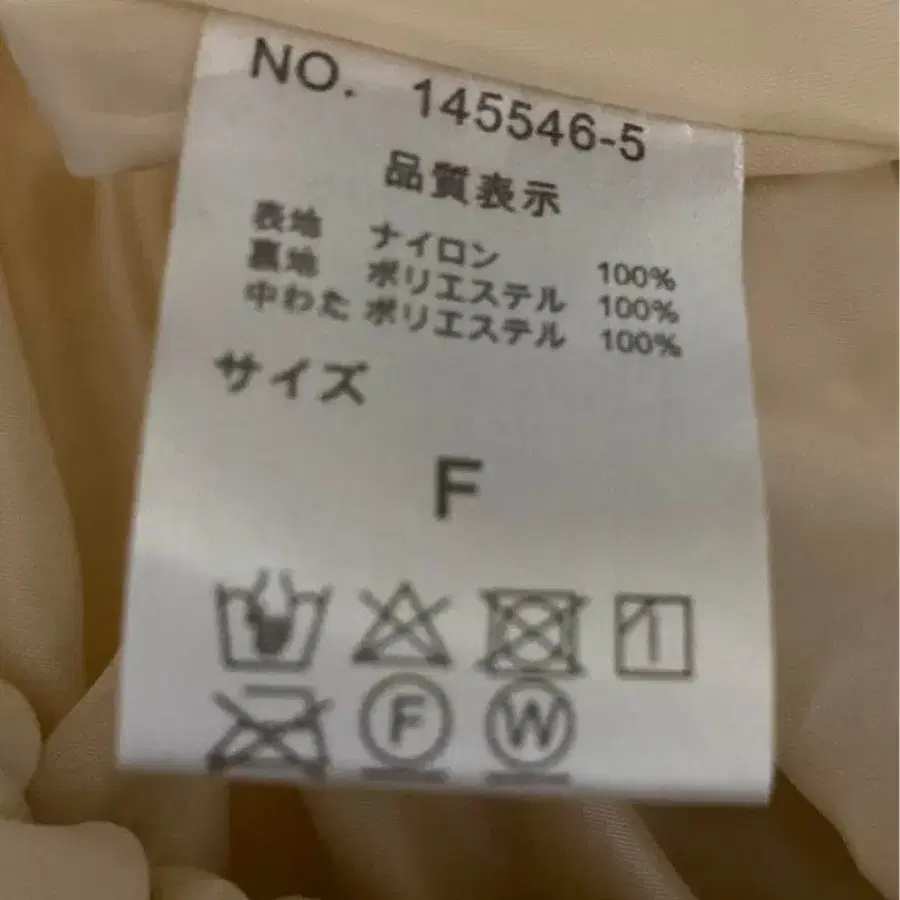 NO. 145546-5
品質表示
表地 ナイロン 100%
裏地 ポリエステル 100%
中わた ポリエステル 100%
サイズ
F
F W